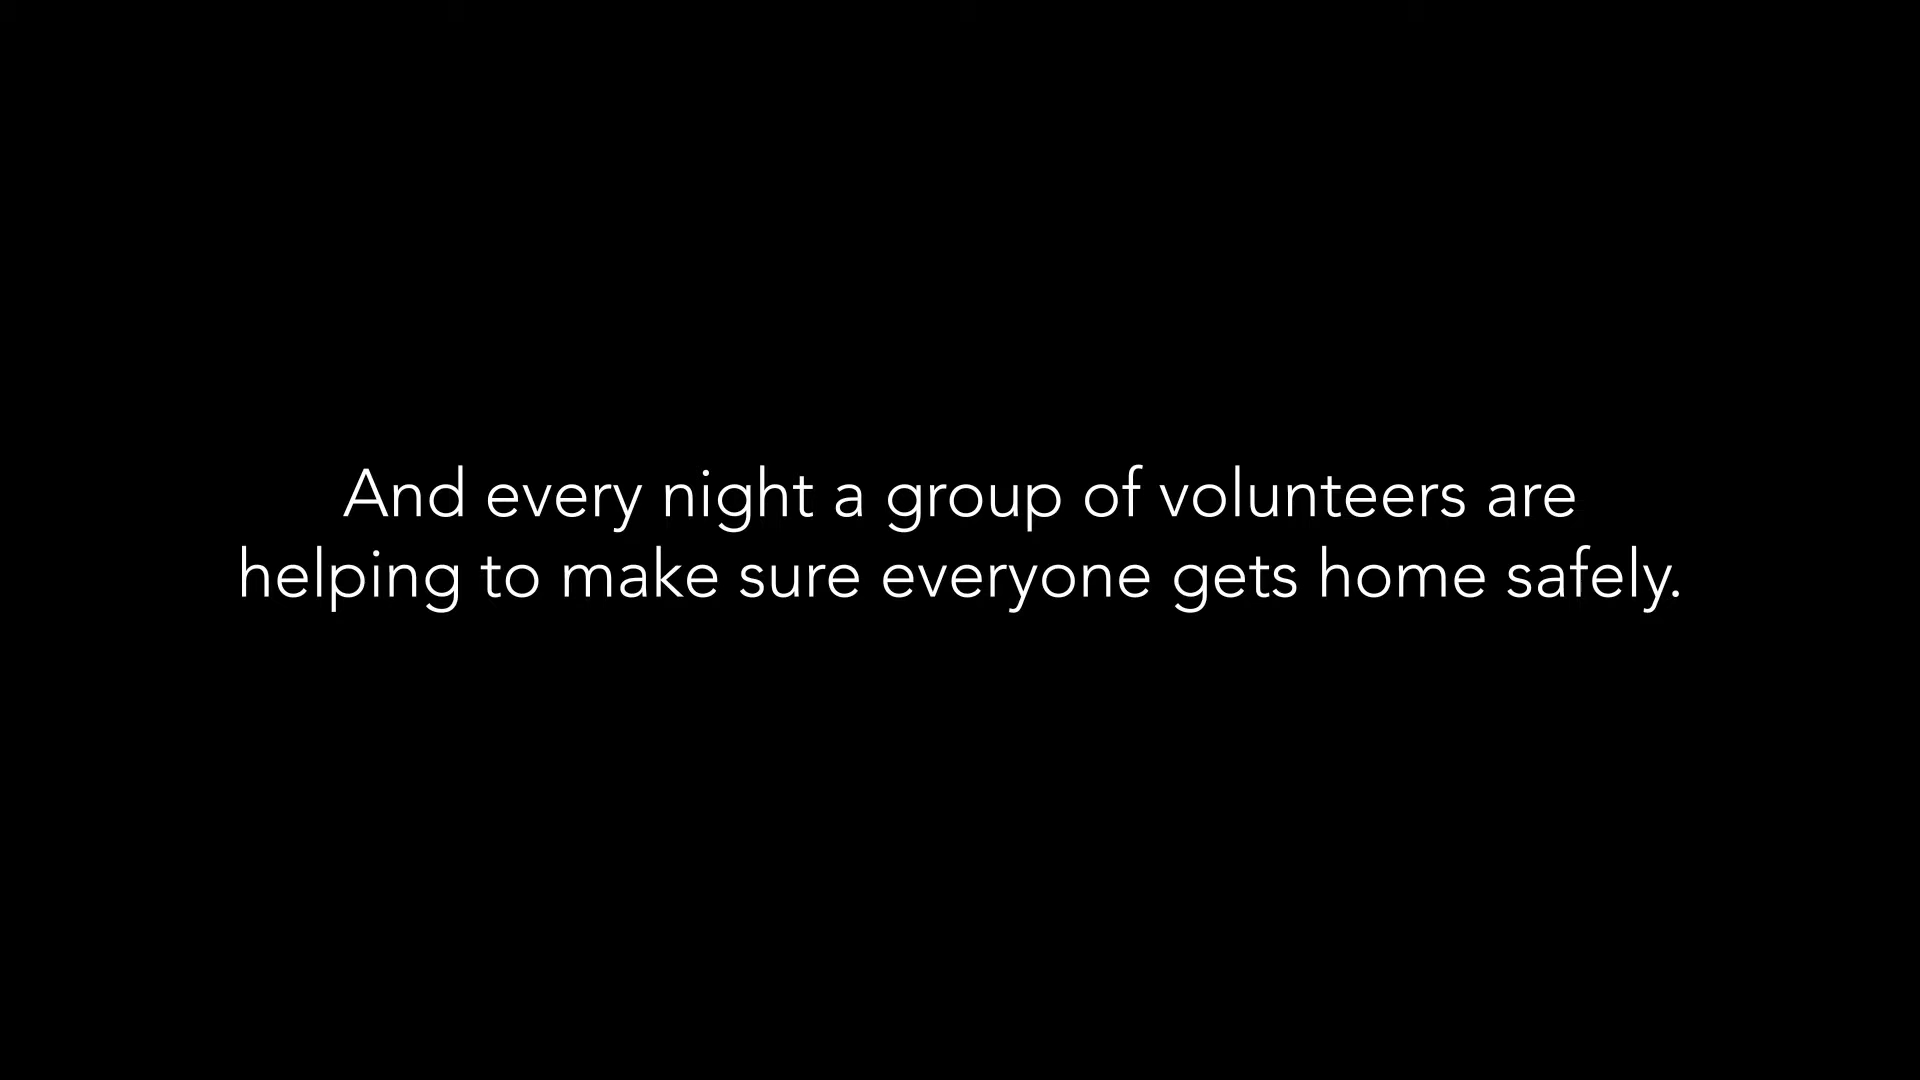 And every night a group of volunteers are
helping to make sure everyone gets home safely.